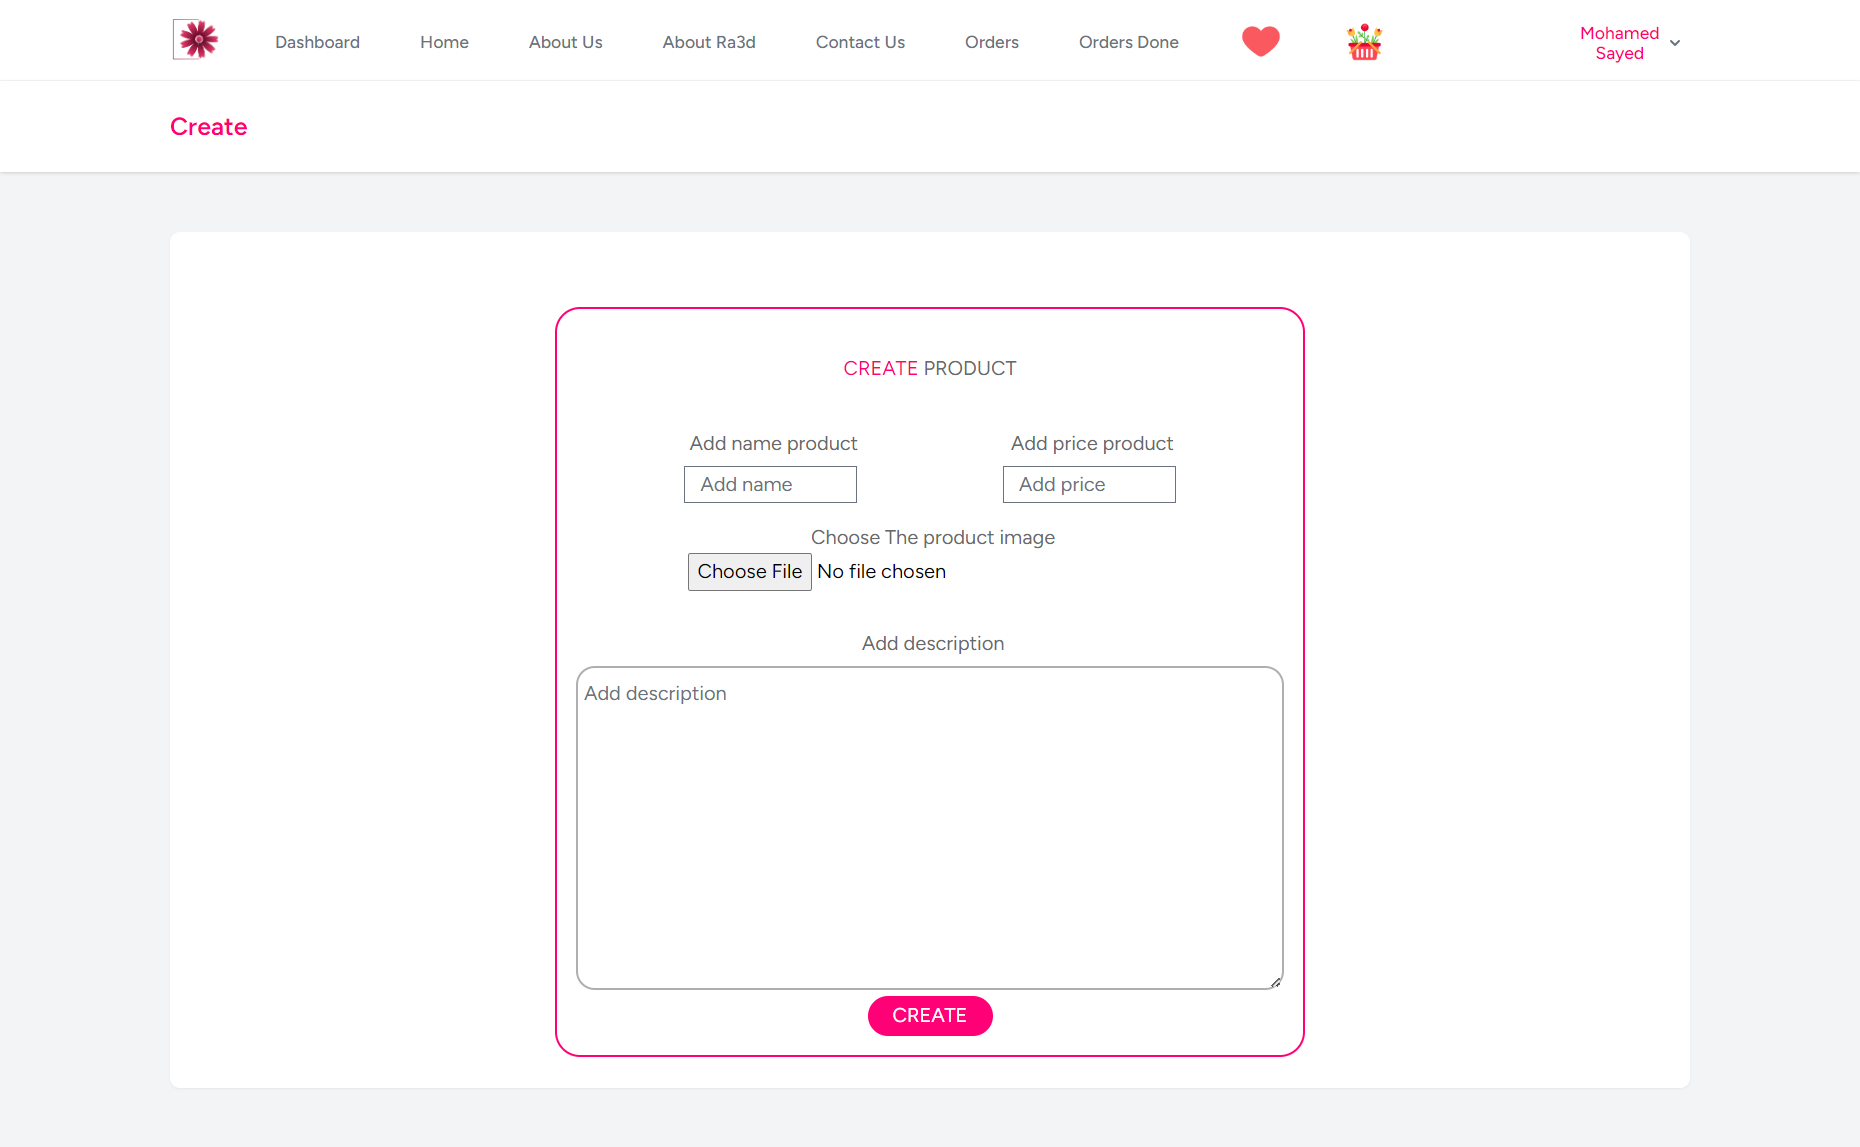 Dashboard
Home
About Us
About Ra3d
Contact Us
Orders
Orders Done
Mohamed
Sayed
Create
CREATE PRODUCT
Add name product
Add price product
Add name
Add price
Choose The product image
Choose File No file chosen
Add description
Add description
CREATE